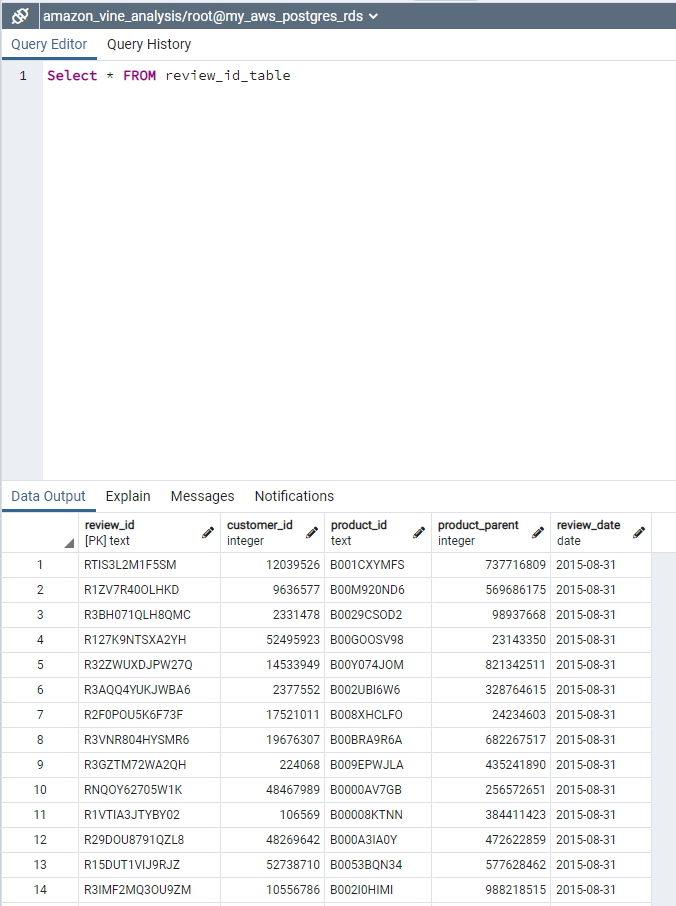 amazon_vine_analysis/root@my_aws_postgres_rds
Query Editor Query History
1 Select * FROM review_id_table
Data Output Explain Messages Notifications
review_id customer_id product_id product_parent review_date
[PK] text integer text integer date
1 RTIS3L2M1F5SM 12039526 B001CXYMFS 737716809 2015-08-31
2 R1ZV7R40OLHKD 9636577 B00M920ND6 569686175 2015-08-31
3 R3BH071QLH8QMC 2331478 B0029CSOD2 98937668 2015-08-31
4 R127K9NTSXA2YH 52495923 B00GOOSV98 23143350 2015-08-31
5 R32ZWUXDJPW27Q 14533949 B00Y074JOM 821342511 2015-08-31
6 R3AQQ4YUKJWBA6 2377552 B002UBI6W6 328764615 2015-08-31
7 R2F0POU5K6F73F 17521011 B008XHCLFO 24234603 2015-08-31
8 R3VNR804HYSMR6 19676307 B00BRA9R6A 682267517 2015-08-31
9 R3GZTM72WA2QH 224068 B009EPWJLA 435241890 2015-08-31
10 RNQOY62705W1K 48467989 B0000AV7GB 256572651 2015-08-31
11 R1VTIA3JTYBY02 106569 B00008KTNN 384411423 2015-08-31
12 R29DOU8791QZL8 48269642 B000A3IA0Y 472622859 2015-08-31
13 R15DUT1VIJ9RJZ 52738710 B0053BQN34 577628462 2015-08-31
14 R3IMF2MQ3OU9ZM 10556786 B002I0HIMI 988218515 2015-08-31